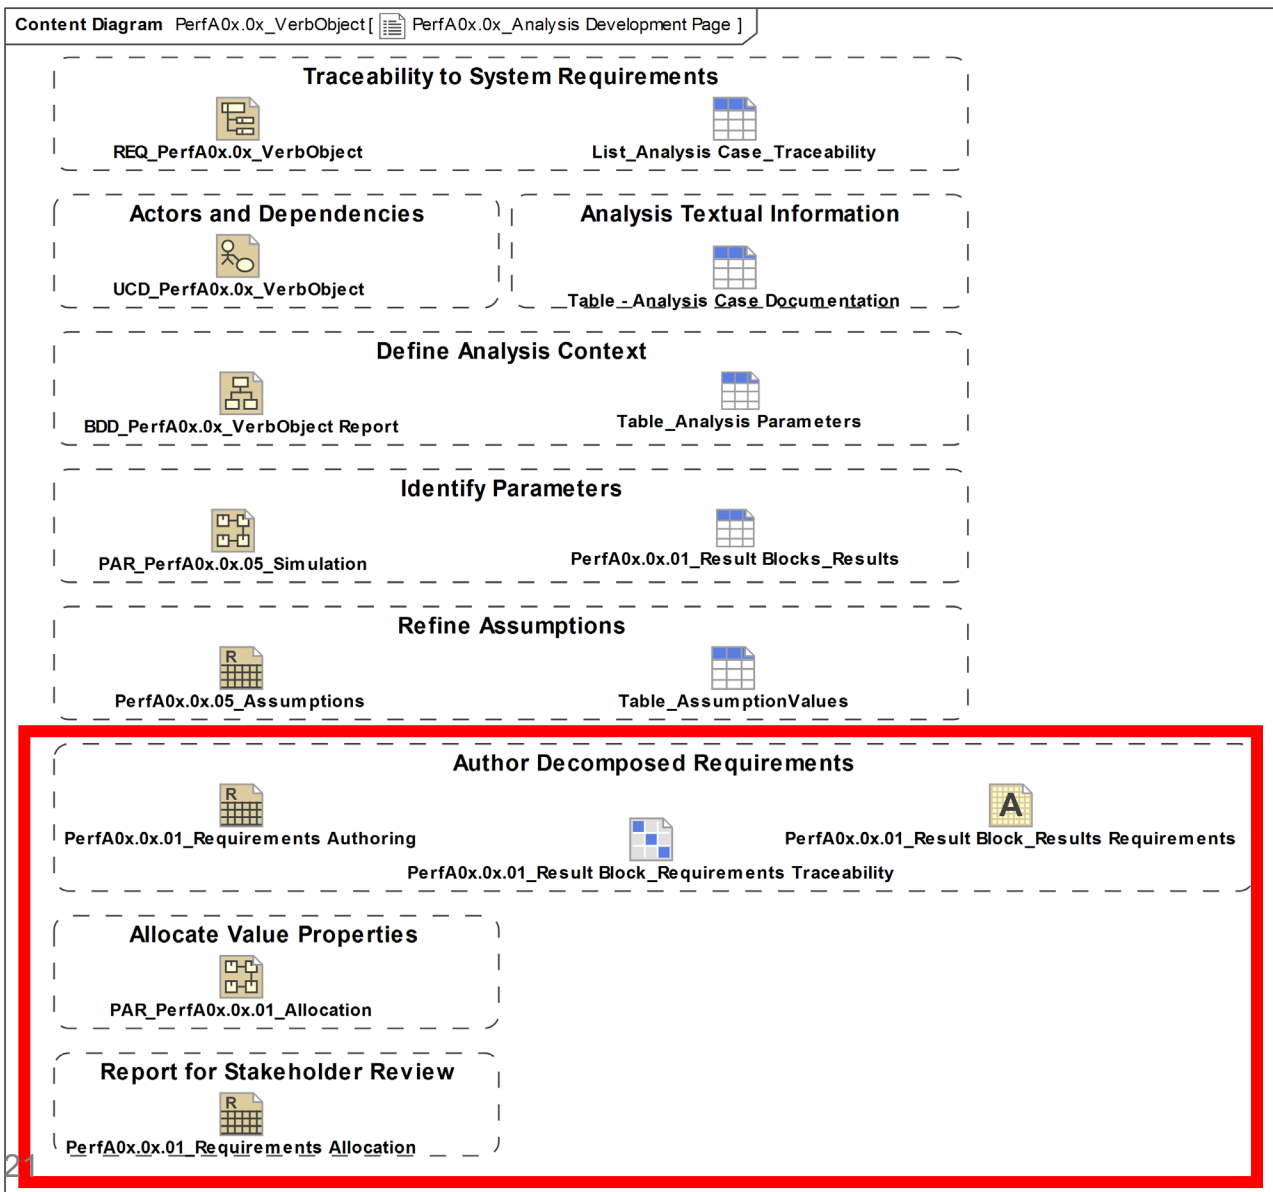 Content Diagram PerfA0x.0x_VerbObject [ PerfA0x.0x_Analysis Development Page ]
Traceability to System Requirements
REQ_PerfA0x.0x_VerbObject
List_Analysis Case_Traceability
Actors and Dependencies
UCD_PerfA0x.0x_VerbObject
Analysis Textual Information
Table - Analysis Case Documentation
Define Analysis Context
BDD_PerfA0x.0x_VerbObject Report
Table_Analysis Parameters
Identify Parameters
PAR_PerfA0x.0x.05_Simulation
PerfA0x.0x.01_Result Blocks_Results
Refine Assumptions
R
PerfA0x.0x.05_Assumptions
Table_AssumptionValues
Author Decomposed Requirements
R
PerfA0x.0x.01_Requirements Authoring
A
PerfA0x.0x.01_Result Block_Results Requirements
PerfA0x.0x.01_Result Block_Requirements Traceability
Allocate Value Properties
PAR_PerfA0x.0x.01_Allocation
Report for Stakeholder Review
R
PerfA0x.0x.01_Requirements Allocation
21